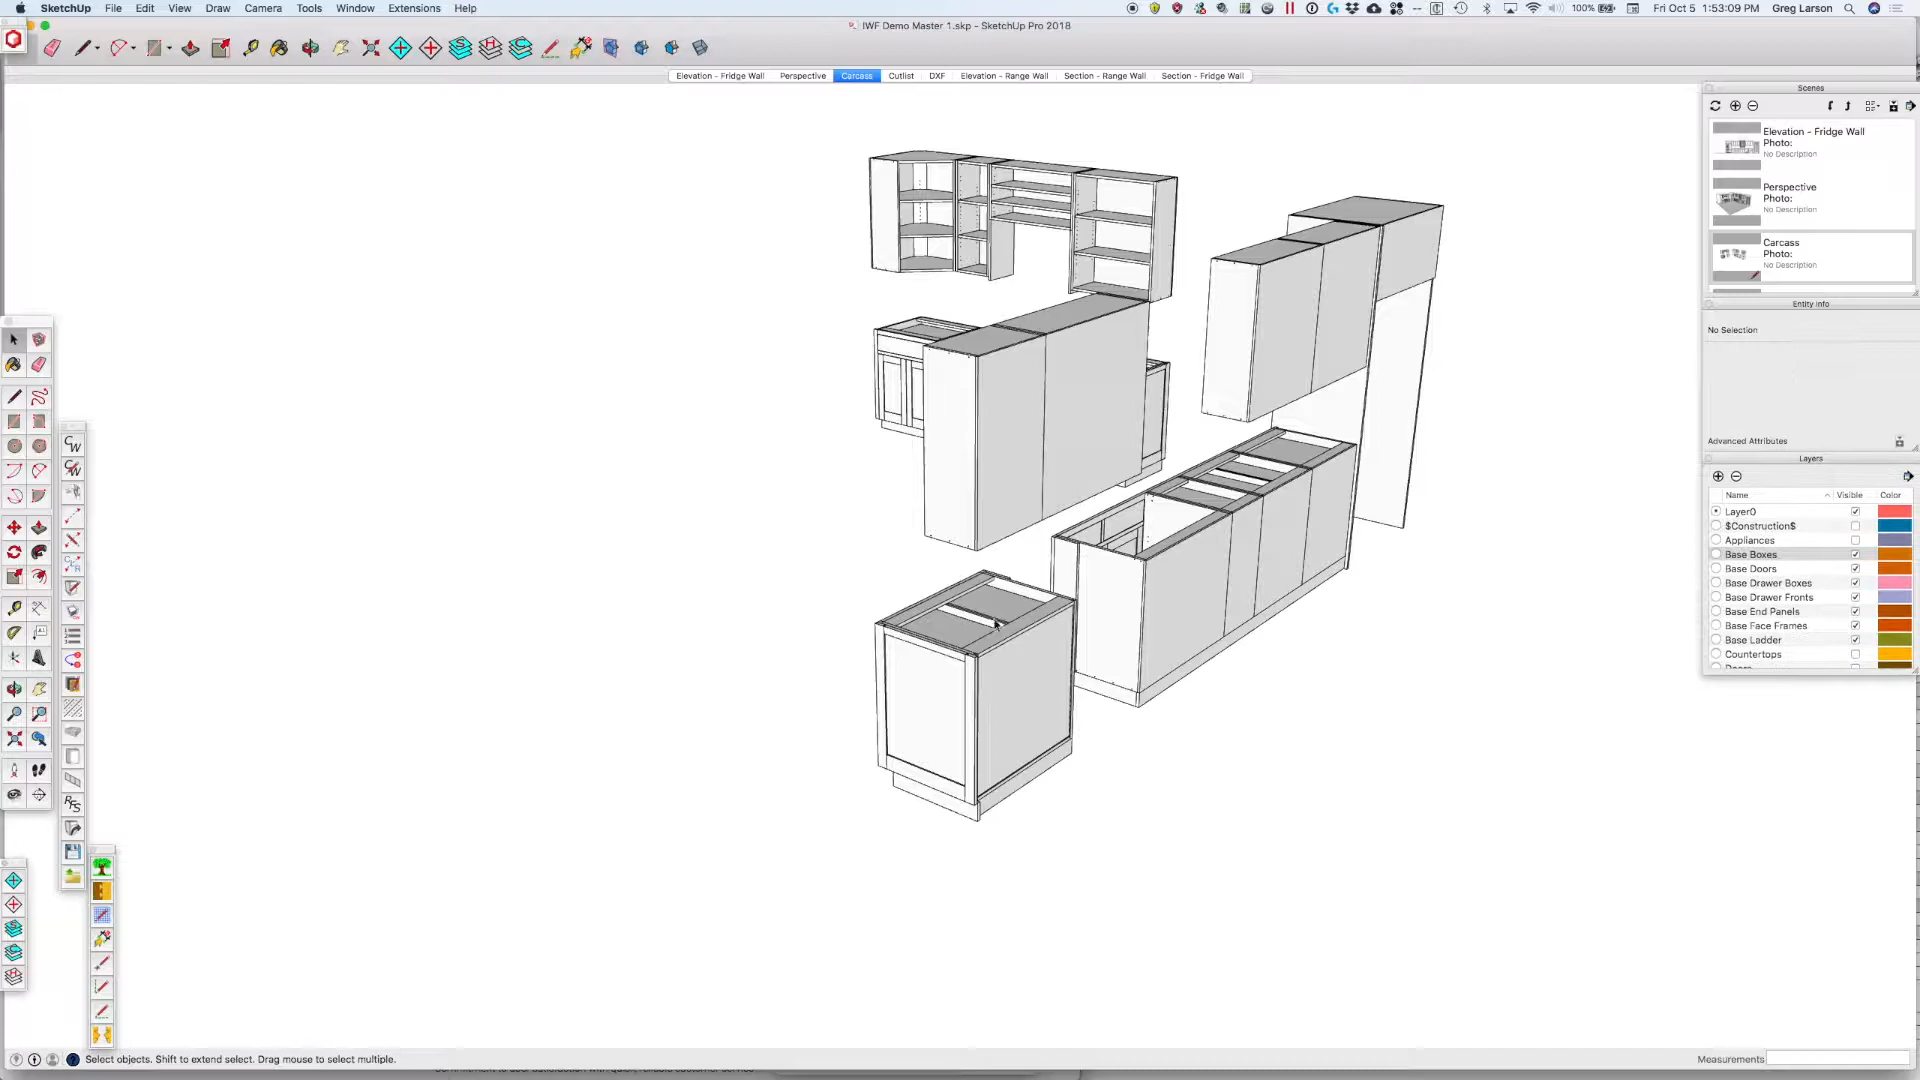 SketchUp File Edit View Draw Camera Tools Window Extensions Help
100% Fri Oct 5 1:53:09 PM Greg Larson
IWF Demo Master 1.skp - SketchUp Pro 2018
Elevation - Fridge Wall Perspective Carcass Cutlist DXF Elevation - Range Wall Section - Range Wall Section - Fridge Wall
Scenes
Elevation - Fridge Wall
Photo:
No Description
Perspective
Photo:
No Description
Carcass
Photo:
No Description
Entity Info
No Selection
Advanced Attributes
Layers
Name Visible Color
Layer0
$Construction$
Appliances
Base Boxes
Base Doors
Base Drawer Boxes
Base Drawer Fronts
Base End Panels
Base Face Frames
Base Ladder
Countertops
CW
CW
RFS
Select objects. Shift to extend select. Drag mouse to select multiple.
Measurements